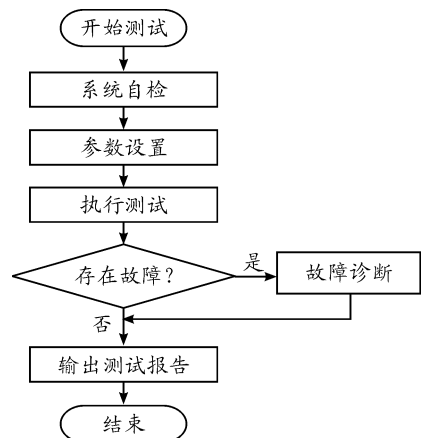 开始测试
系统自检
参数设置
执行测试
存在故障?
是
故障诊断
否
输出测试报告
结束